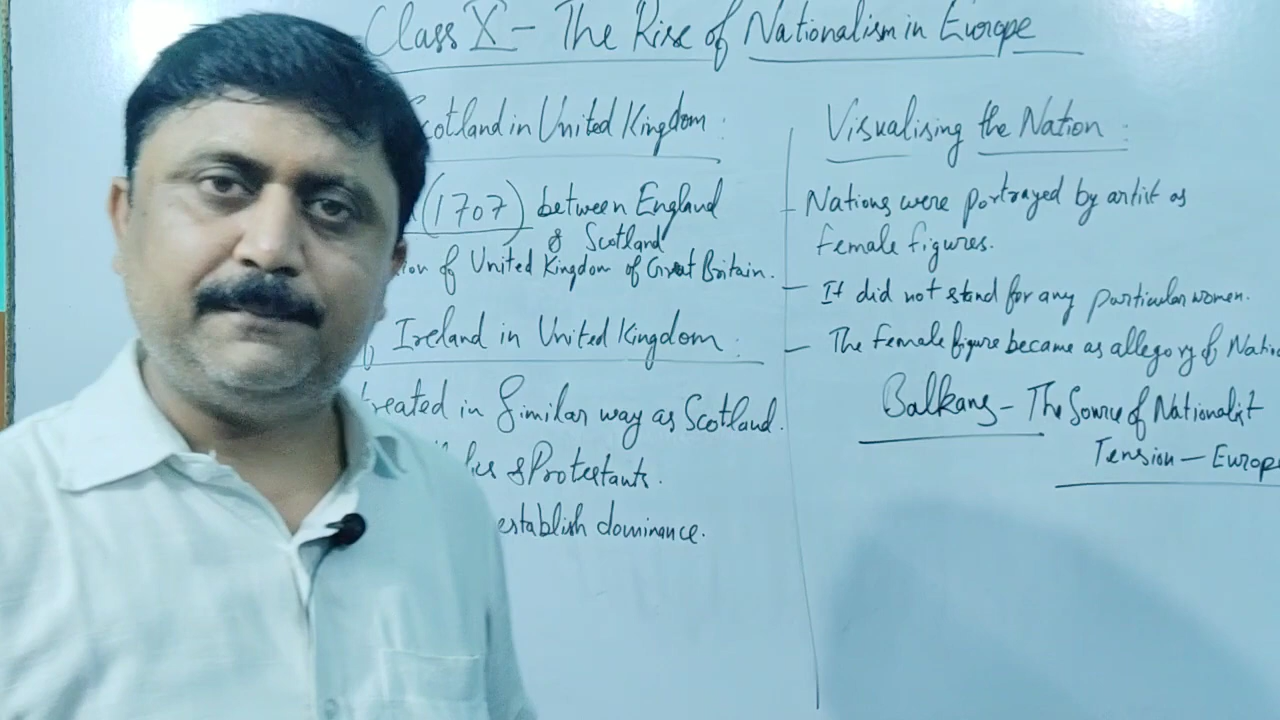 Class X - The Rise of Nationalism in Europe
Scotland in United Kingdom :
(1707) between England
& Scotland
of United Kingdom of Great Britain.
Ireland in United Kingdom :
treated in Similar way as Scotland.
& Protestants.
establish dominance.
Visualising the Nation :
- Nations were portrayed by artist as
female figures.
- It did not stand for any particular women.
- The female figure became as allegory of
Balkans - The Source of Nationalist
Tension - Europ